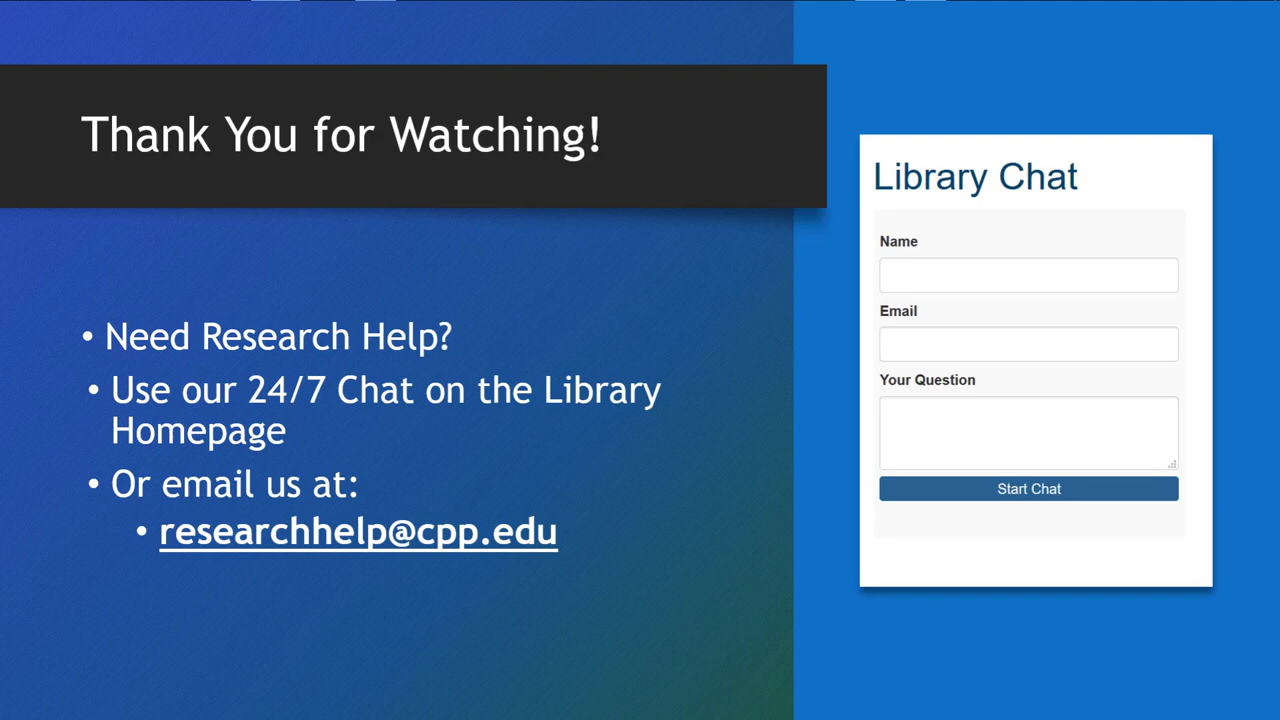 Thank You for Watching!
• Need Research Help?
• Use our 24/7 Chat on the Library
Homepage
• Or email us at:
• researchhelp@cpp.edu
Library Chat
Name
Email
Your Question
Start Chat